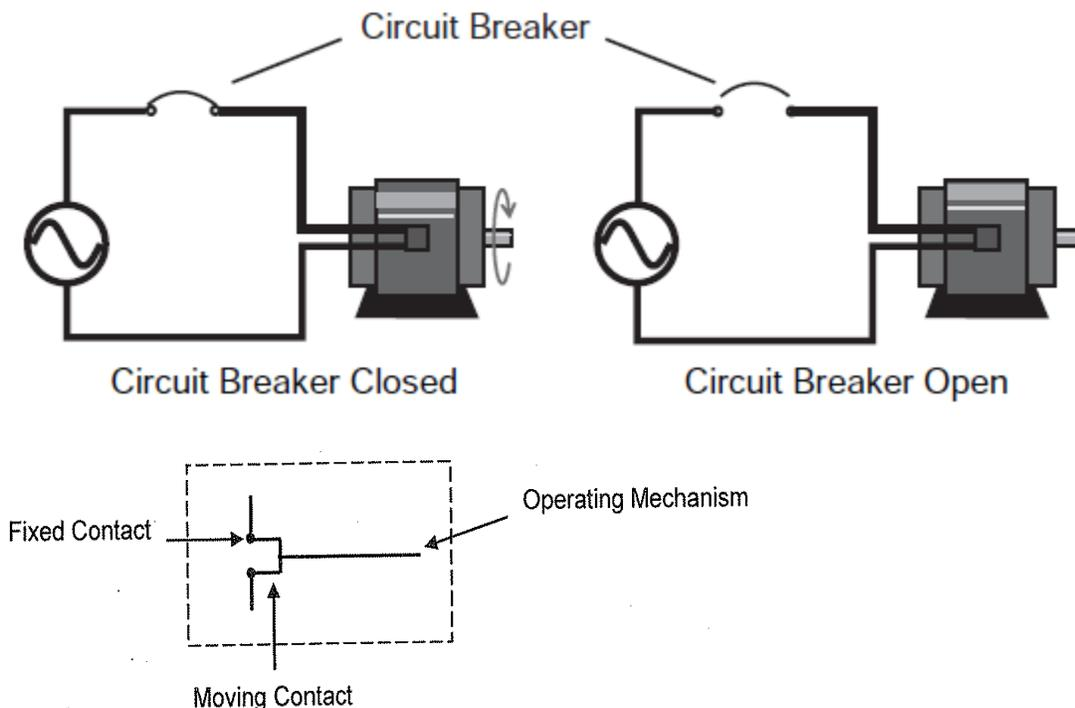 Circuit Breaker
Circuit Breaker Closed
Circuit Breaker Open
Operating Mechanism
Fixed Contact
Moving Contact